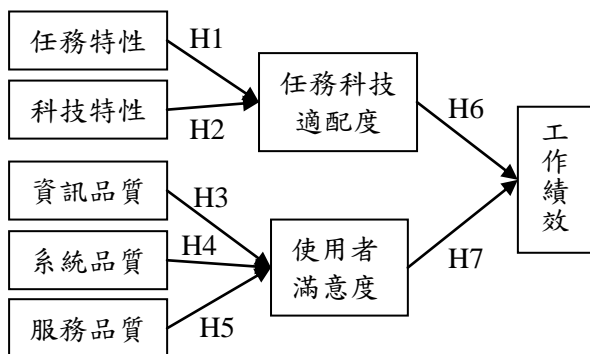 任務特性
H1
科技特性
H2
任務科技
適配度
H6
資訊品質
H3
系統品質
H4
服務品質
H5
使用者
滿意度
H7
工作績效